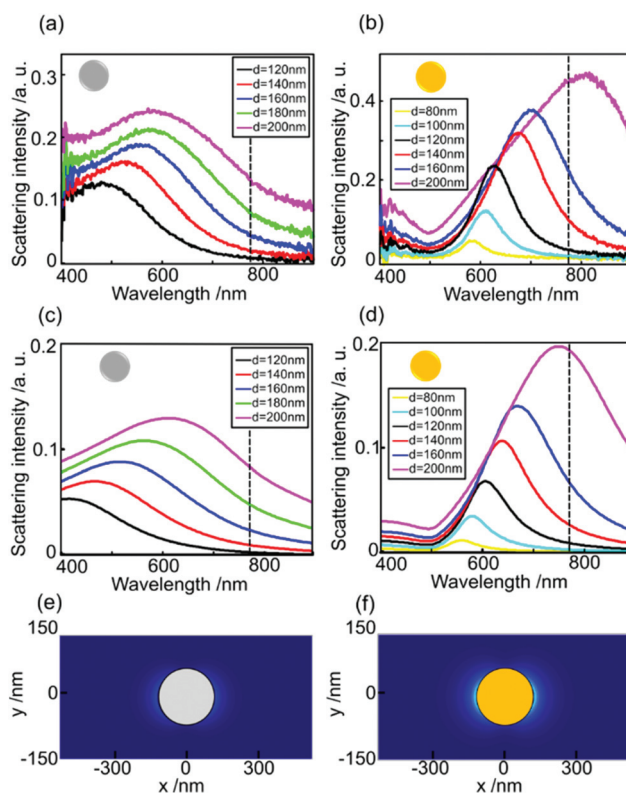 (a)
Scattering intensity /a. u.
0.3
0.2
0.1
0
d=120nm
d=140nm
d=160nm
d=180nm
d=200nm
400 600 800
Wavelength /nm
(b)
Scattering intensity /a. u.
0.4
0.2
0
d=80nm
d=100nm
d=120nm
d=140nm
d=160nm
d=200nm
400 600 800
Wavelength /nm
(c)
Scattering intensity /a. u.
0.2
0.1
0
d=120nm
d=140nm
d=160nm
d=180nm
d=200nm
400 600 800
Wavelength /nm
(d)
Scattering intensity /a. u.
0.2
0.1
0
d=80nm
d=100nm
d=120nm
d=140nm
d=160nm
d=200nm
400 600 800
Wavelength /nm
(e)
y /nm
150
0
-150
-300 0 300
x /nm
(f)
y /nm
150
0
-150
-300 0 300
x /nm